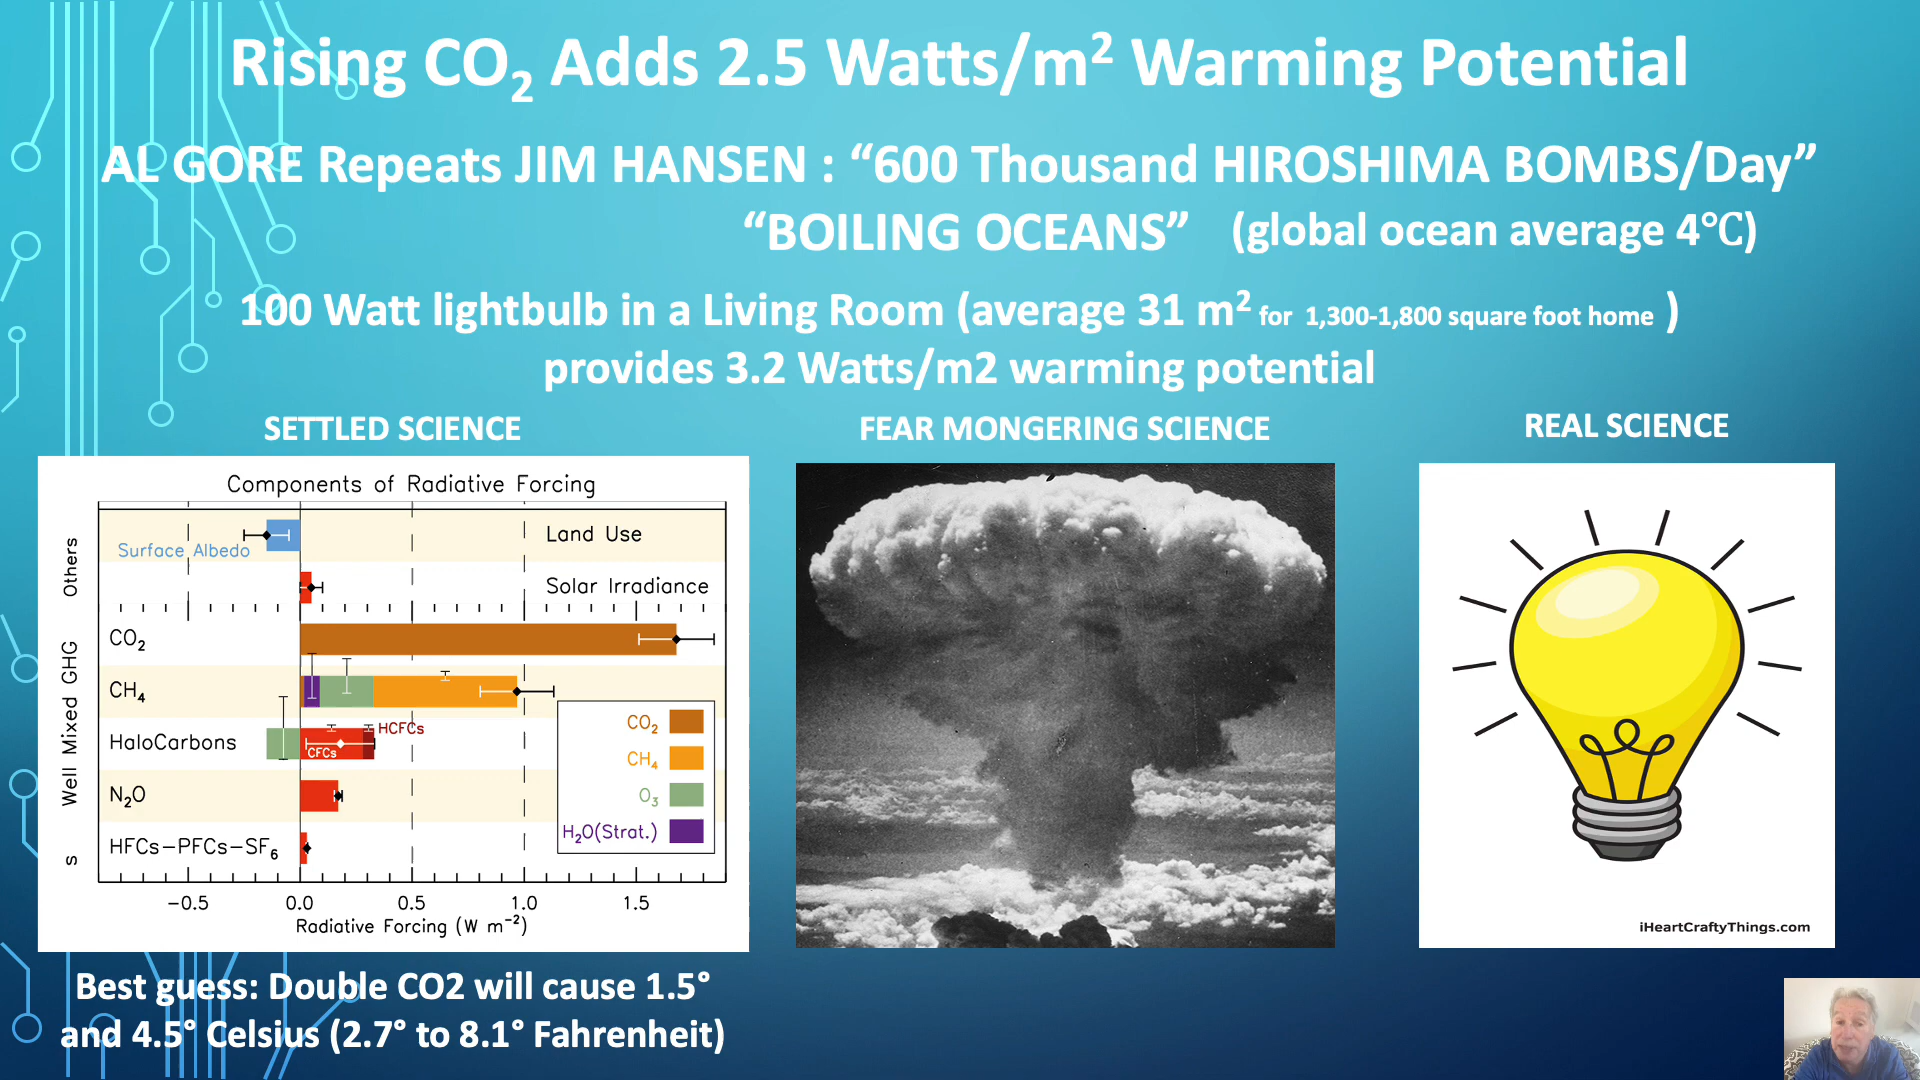 Rising CO₂ Adds 2.5 Watts/m² Warming Potential
AL GORE Repeats JIM HANSEN : “600 Thousand HIROSHIMA BOMBS/Day”
“BOILING OCEANS” (global ocean average 4°C)
100 Watt lightbulb in a Living Room (average 31 m² for 1,300-1,800 square foot home )
provides 3.2 Watts/m2 warming potential
SETTLED SCIENCE
FEAR MONGERING SCIENCE
REAL SCIENCE
Components of Radiative Forcing
Others
Surface Albedo
Land Use
Solar Irradiance
Well Mixed GHG
s
CO₂
CH₄
HaloCarbons
CFCs
HCFCs
N₂O
HFCs-PFCs-SF₆
CO₂
CH₄
O₃
H₂O(Strat.)
-0.5 0.0 0.5 1.0 1.5
Radiative Forcing (W m⁻²)
iHeartCraftyThings.com
Best guess: Double CO2 will cause 1.5°
and 4.5° Celsius (2.7° to 8.1° Fahrenheit)